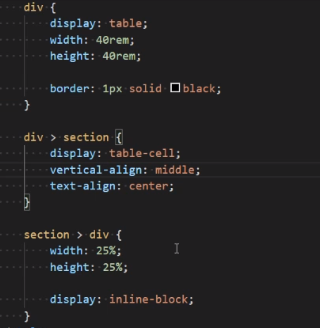 div {
display: table;
width: 40rem;
height: 40rem;
border: 1px solid black;
}
div > section {
display: table-cell;
vertical-align: middle;
text-align: center;
}
section > div {
width: 25%;
height: 25%;
display: inline-block;
}